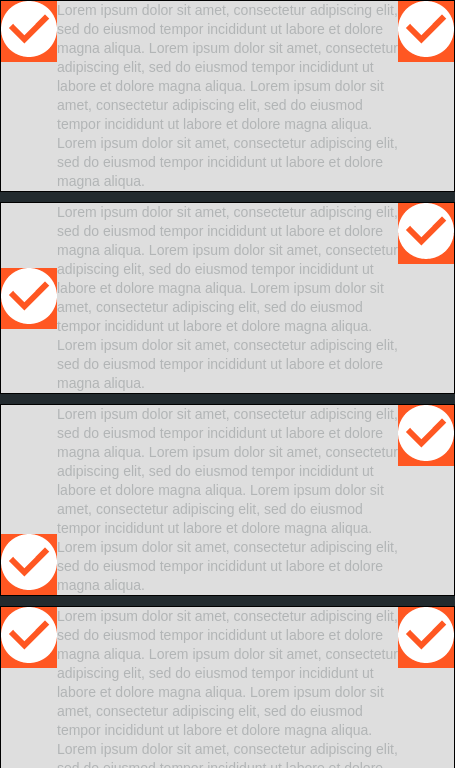 Lorem ipsum dolor sit amet, consectetur adipiscing elit,
sed do eiusmod tempor incididunt ut labore et dolore
magna aliqua. Lorem ipsum dolor sit amet, consectetur
adipiscing elit, sed do eiusmod tempor incididunt ut
labore et dolore magna aliqua. Lorem ipsum dolor sit
amet, consectetur adipiscing elit, sed do eiusmod
tempor incididunt ut labore et dolore magna aliqua.
Lorem ipsum dolor sit amet, consectetur adipiscing elit,
sed do eiusmod tempor incididunt ut labore et dolore
magna aliqua.
Lorem ipsum dolor sit amet, consectetur adipiscing elit,
sed do eiusmod tempor incididunt ut labore et dolore
magna aliqua. Lorem ipsum dolor sit amet, consectetur
adipiscing elit, sed do eiusmod tempor incididunt ut
labore et dolore magna aliqua. Lorem ipsum dolor sit
amet, consectetur adipiscing elit, sed do eiusmod
tempor incididunt ut labore et dolore magna aliqua.
Lorem ipsum dolor sit amet, consectetur adipiscing elit,
sed do eiusmod tempor incididunt ut labore et dolore
magna aliqua.
Lorem ipsum dolor sit amet, consectetur adipiscing elit,
sed do eiusmod tempor incididunt ut labore et dolore
magna aliqua. Lorem ipsum dolor sit amet, consectetur
adipiscing elit, sed do eiusmod tempor incididunt ut
labore et dolore magna aliqua. Lorem ipsum dolor sit
amet, consectetur adipiscing elit, sed do eiusmod
tempor incididunt ut labore et dolore magna aliqua.
Lorem ipsum dolor sit amet, consectetur adipiscing elit,
sed do eiusmod tempor incididunt ut labore et dolore
magna aliqua.
Lorem ipsum dolor sit amet, consectetur adipiscing elit,
sed do eiusmod tempor incididunt ut labore et dolore
magna aliqua. Lorem ipsum dolor sit amet, consectetur
adipiscing elit, sed do eiusmod tempor incididunt ut
labore et dolore magna aliqua. Lorem ipsum dolor sit
amet, consectetur adipiscing elit, sed do eiusmod
tempor incididunt ut labore et dolore magna aliqua.
Lorem ipsum dolor sit amet, consectetur adipiscing elit,